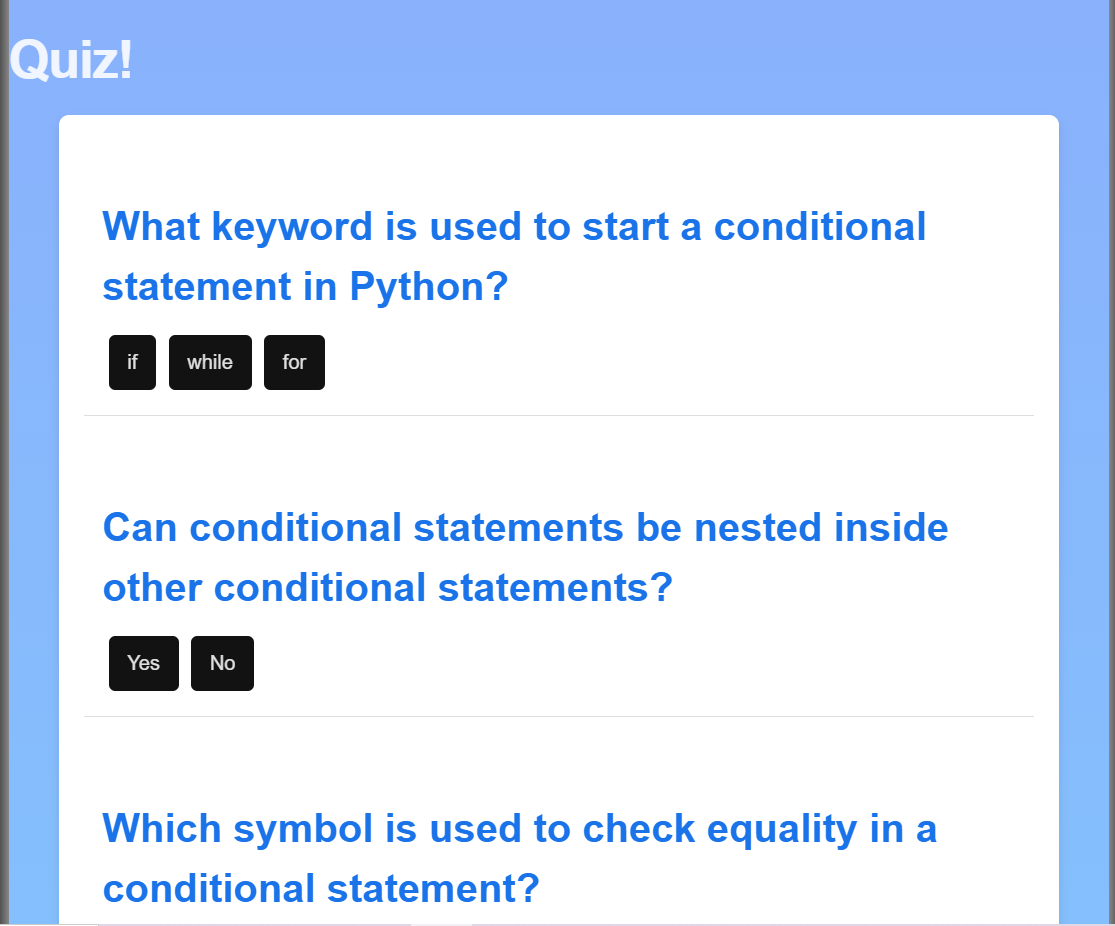 Quiz!
What keyword is used to start a conditional
statement in Python?
if while for
Can conditional statements be nested inside
other conditional statements?
Yes No
Which symbol is used to check equality in a
conditional statement?